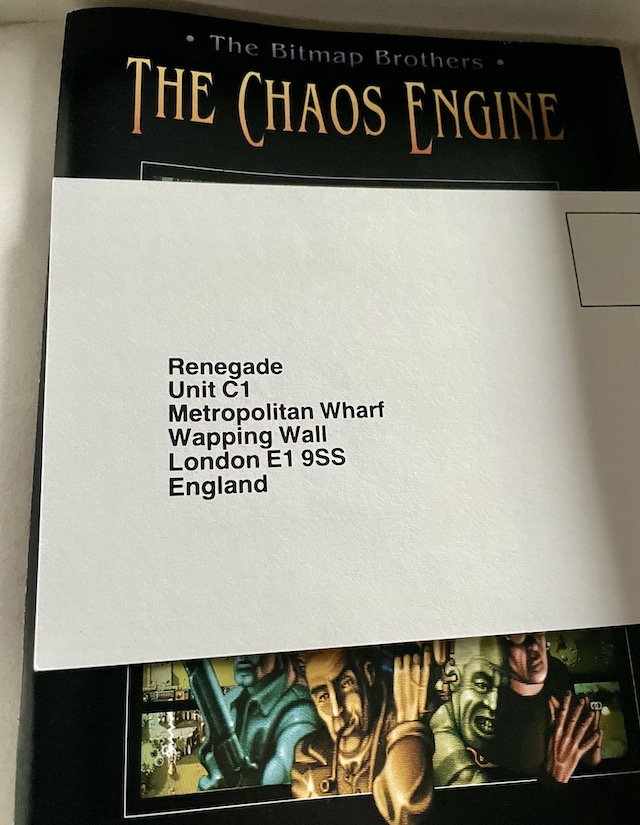 • The Bitmap Brothers •
THE CHAOS ENGINE
Renegade
Unit C1
Metropolitan Wharf
Wapping Wall
London E1 9SS
England